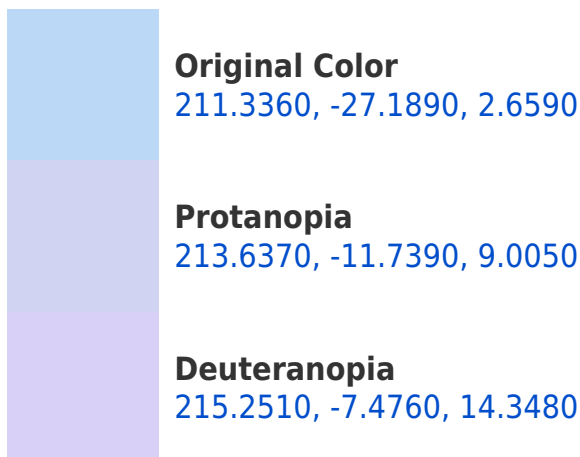 Original Color
211.3360, -27.1890, 2.6590
Protanopia
213.6370, -11.7390, 9.0050
Deuteranopia
215.2510, -7.4760, 14.3480